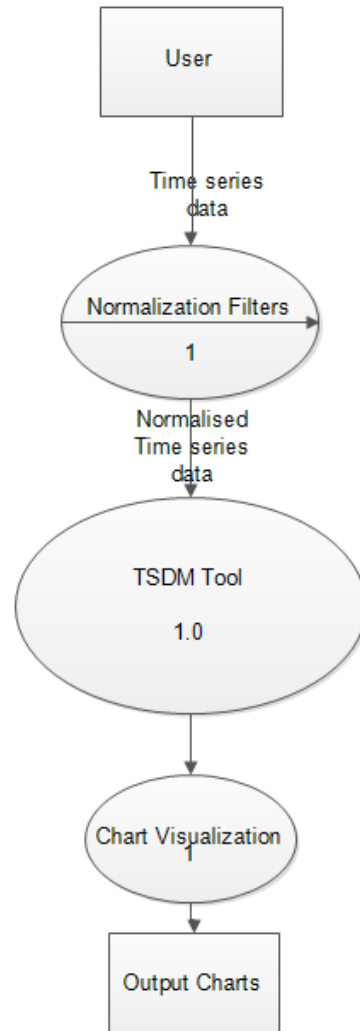 User
Time series
data
Normalization Filters
1
Normalised
Time series
data
TSDM Tool
1.0
Chart Visualization
1
Output Charts